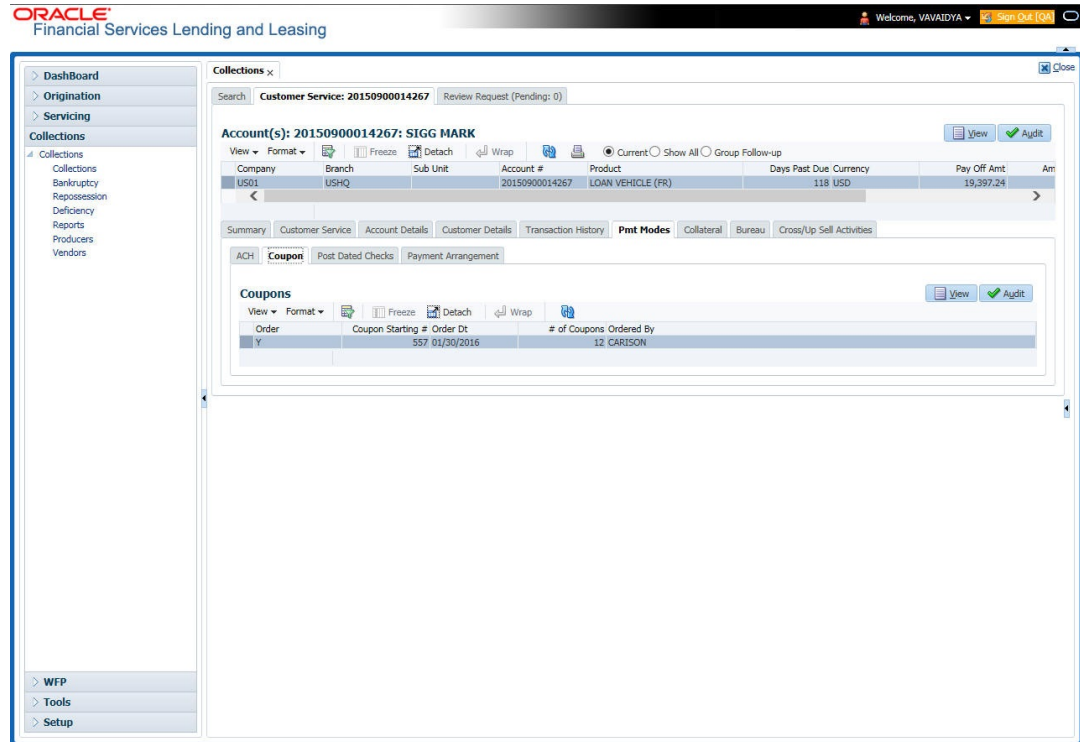 ORACLE®
Financial Services Lending and Leasing
Welcome, VAVAIDYA Sign Out [QA]
Close
DashBoard
Origination
Servicing
Collections
Collections
Collections
Bankruptcy
Repossession
Deficiency
Reports
Producers
Vendors
WFP
Tools
Setup
Collections x
Search Customer Service: 20150900014267 Review Request (Pending: 0)
Account(s): 20150900014267: SIGG MARK
View Audit
View Format Freeze Detach Wrap Current Show All Group Follow-up
Company Branch Sub Unit Account # Product Days Past Due Currency Pay Off Amt Am
US01 USHQ 20150900014267 LOAN VEHICLE (FR) 118 USD 19,397.24
Summary Customer Service Account Details Customer Details Transaction History Pmt Modes Collateral Bureau Cross/Up Sell Activities
ACH Coupon Post Dated Checks Payment Arrangement
Coupons
View Audit
View Format Freeze Detach Wrap
Order Coupon Starting # Order Dt # of Coupons Ordered By
Y 557 01/30/2016 12 CARISON